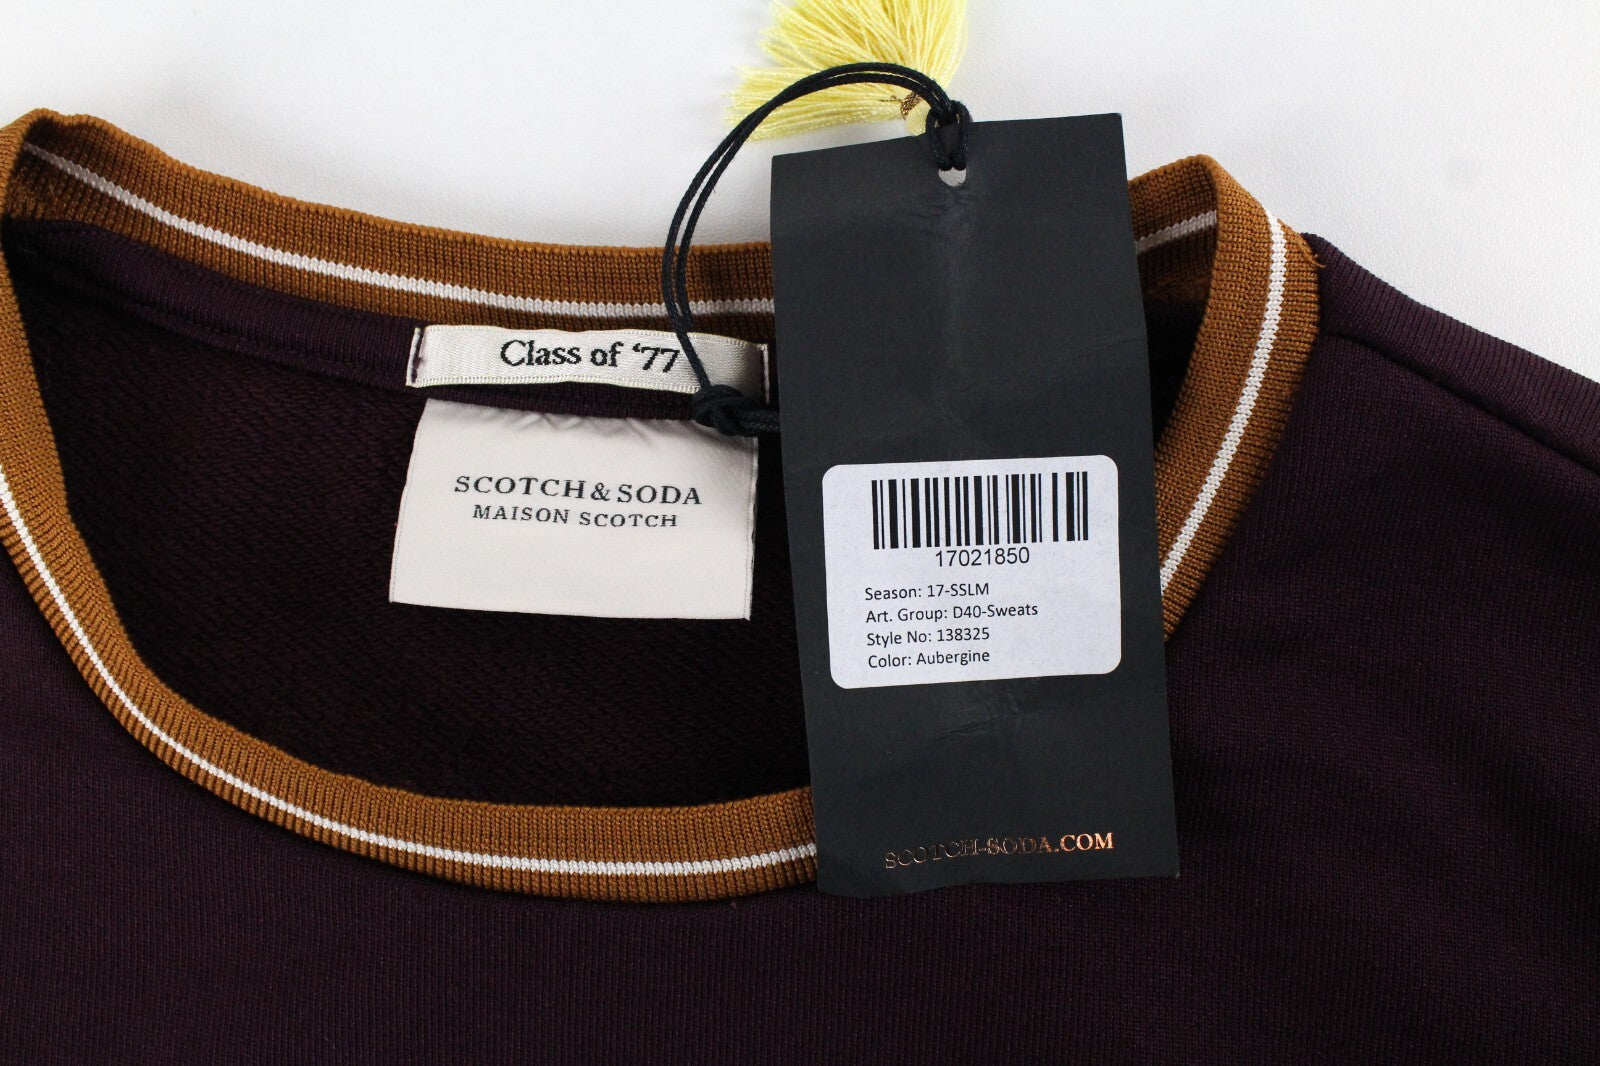 Class of ‘77
SCOTCH & SODA
MAISON SCOTCH
17021850
Season: 17-SSLM
Art. Group: D40-Sweats
Style No: 138325
Color: Aubergine
SCOTCH-SODA.COM